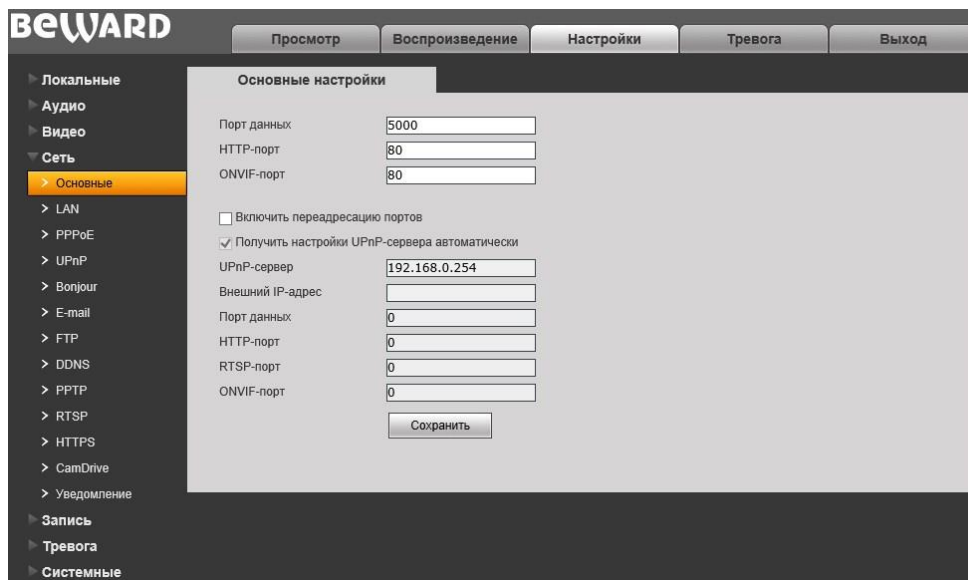 BEWARD
Просмотр
Воспроизведение
Настройки
Тревога
Выход
Локальные
Аудио
Видео
Сеть
Основные
LAN
PPPoE
UPnP
Bonjour
E-mail
FTP
DDNS
PPTP
RTSP
HTTPS
CamDrive
Уведомление
Запись
Тревога
Системные
Основные настройки
Порт данных 5000
HTTP-порт 80
ONVIF-порт 80
Включить переадресацию портов
Получить настройки UPnP-сервера автоматически
UPnP-сервер 192.168.0.254
Внешний IP-адрес
Порт данных 0
HTTP-порт 0
RTSP-порт 0
ONVIF-порт 0
Сохранить